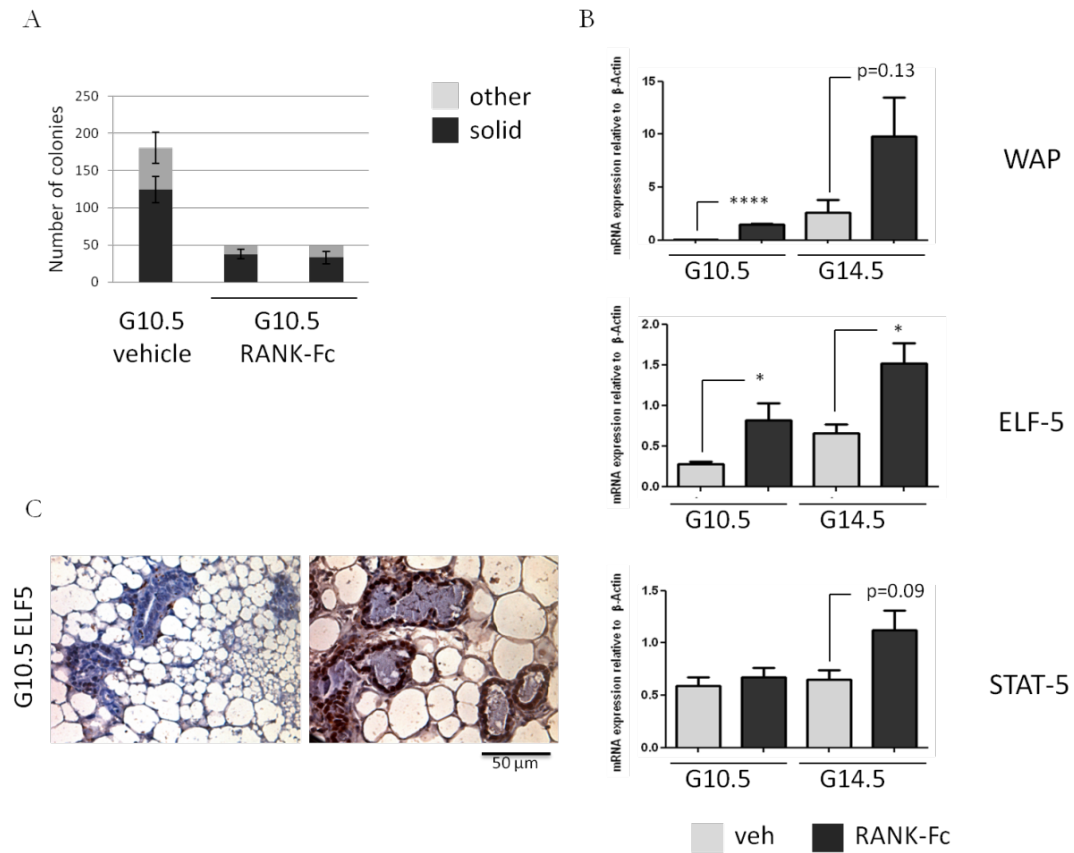 A
250
200
150
100
50
0
Number of colonies
other
solid
G10.5
vehicle
G10.5
RANK-Fc
B
mRNA expression relative to β-Actin
15
10
5
0
****
p=0.13
G10.5
G14.5
WAP
mRNA expression relative to β-Actin
2.0
1.5
1.0
0.5
0.0
*
*
G10.5
G14.5
ELF-5
mRNA expression relative to β-Actin
1.5
1.0
0.5
0.0
p=0.09
G10.5
G14.5
STAT-5
veh
RANK-Fc
C
G10.5 ELF5
50 µm